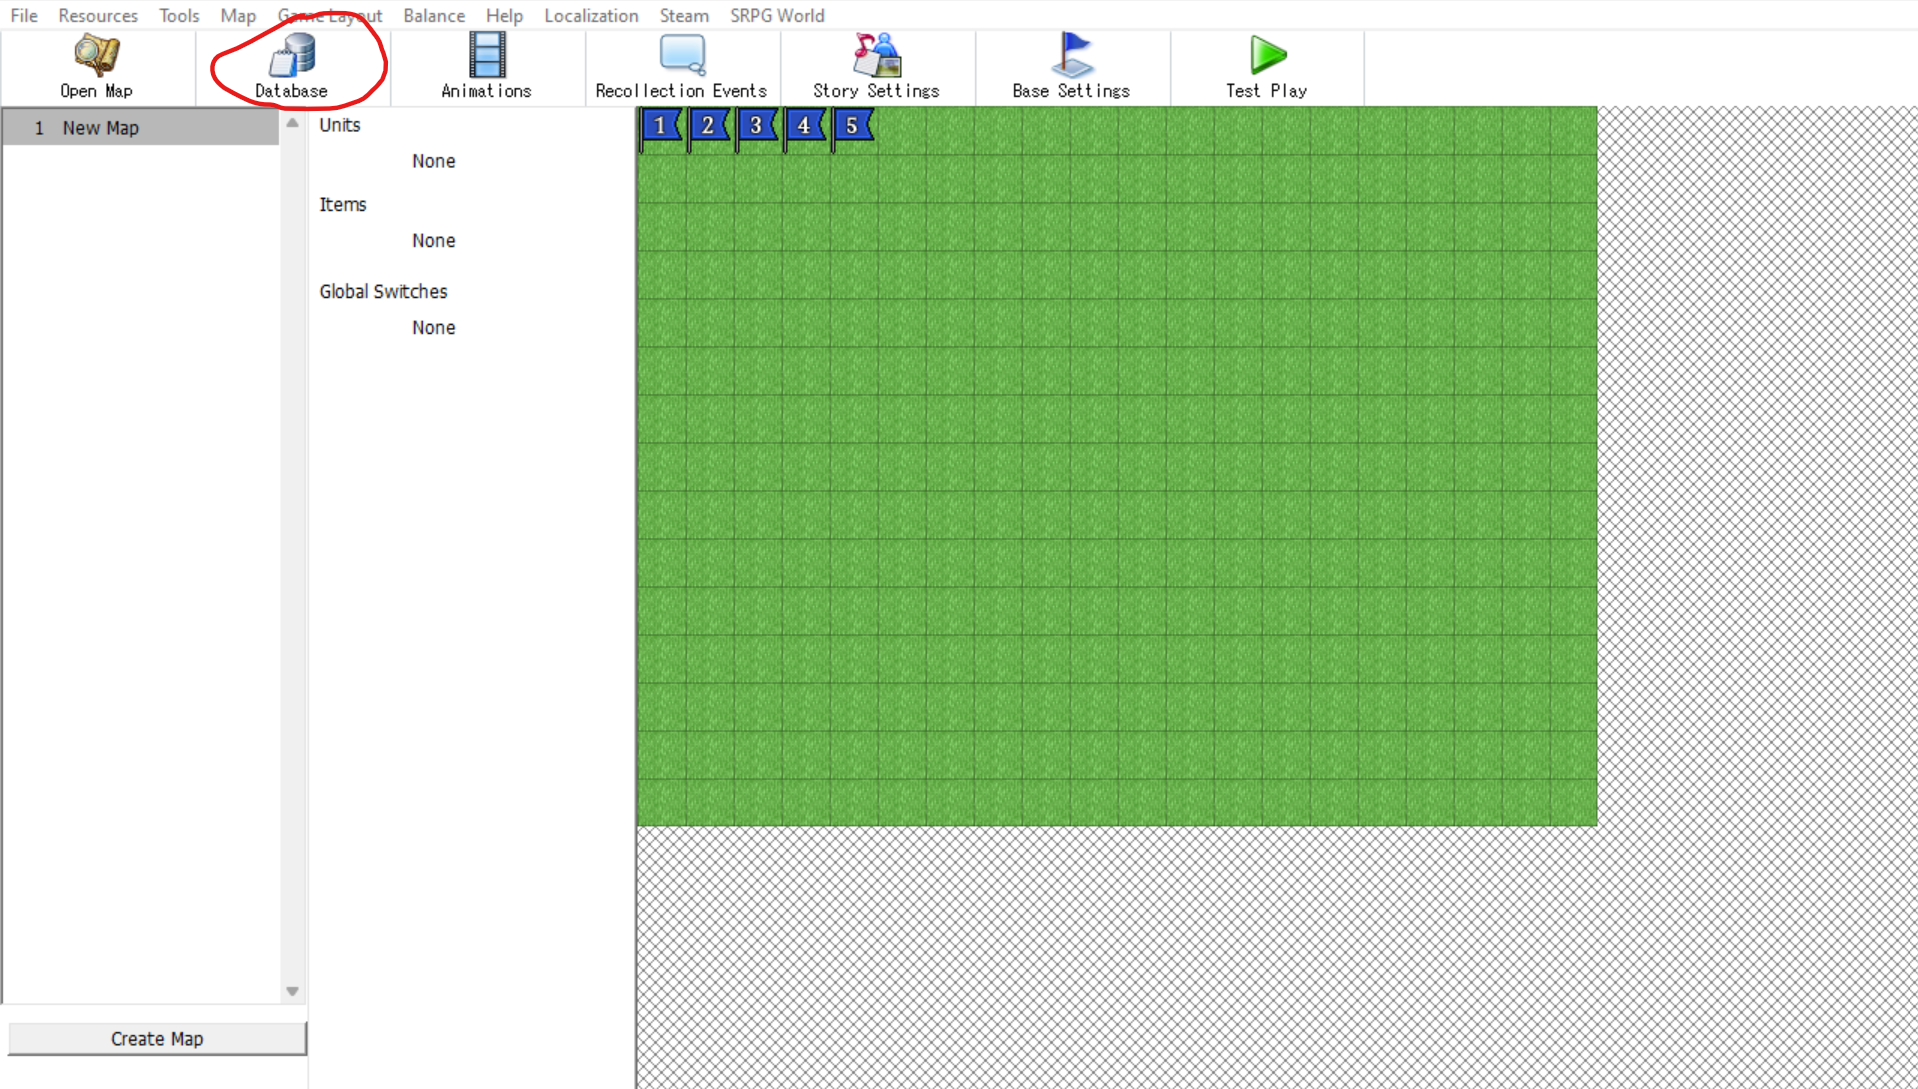 File Resources Tools Map Game Layout Balance Help Localization Steam SRPG World
Open Map Database Animations Recollection Events Story Settings Base Settings Test Play
1 New Map
Units
None
Items
None
Global Switches
None
1 2 3 4 5
Create Map